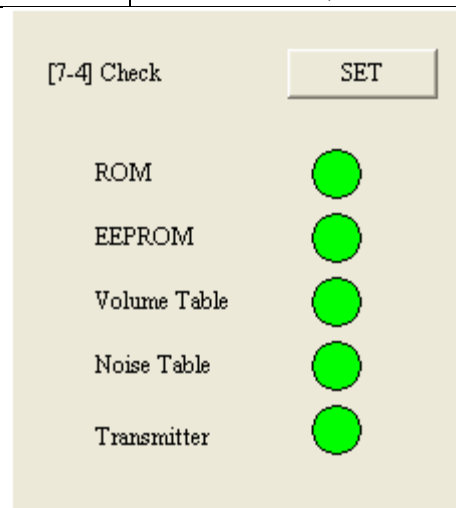 [7-4] Check SET
ROM
EEPROM
Volume Table
Noise Table
Transmitter